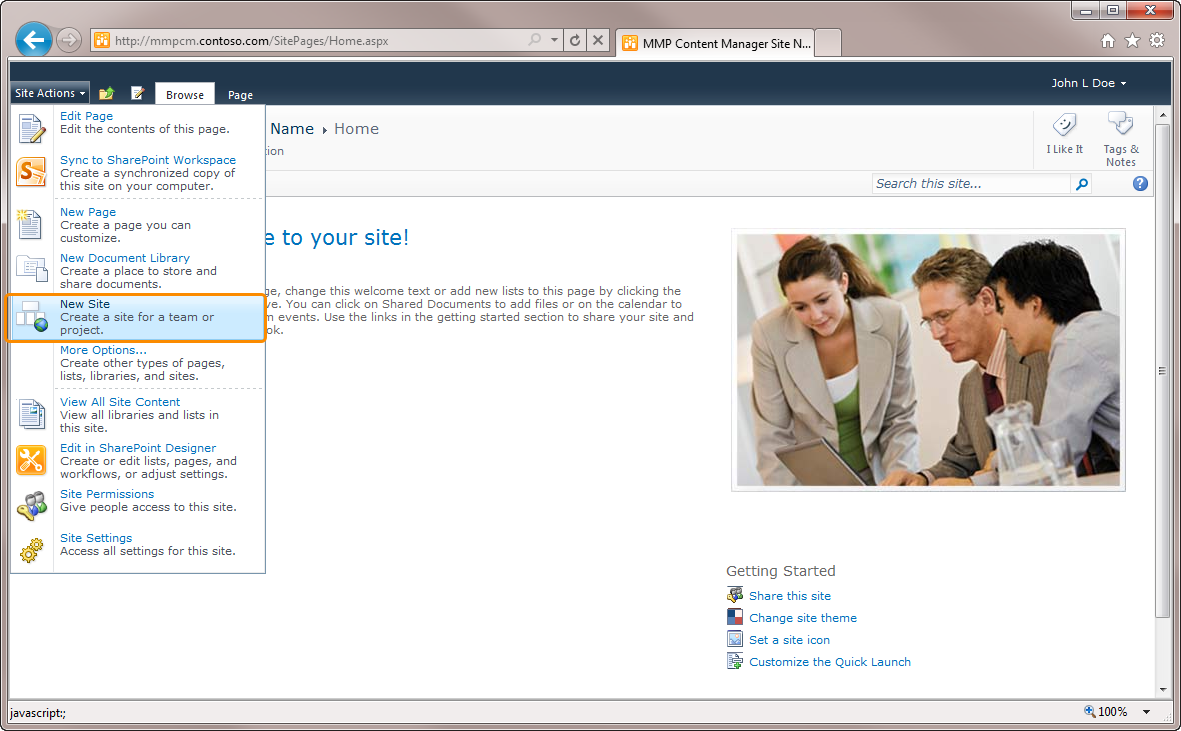 http://mmpcm.contoso.com/SitePages/Home.aspx
MMP Content Manager Site N...
Site Actions
Browse
Page
John L Doe
Edit Page
Edit the contents of this page.
Sync to SharePoint Workspace
Create a synchronized copy of
this site on your computer.
New Page
Create a page you can
customize.
New Document Library
Create a place to store and
share documents.
New Site
Create a site for a team or
project.
More Options...
Create other types of pages,
lists, libraries, and sites.
View All Site Content
View all libraries and lists in
this site.
Edit in SharePoint Designer
Create or edit lists, pages, and
workflows, or adjust settings.
Site Permissions
Give people access to this site.
Site Settings
Access all settings for this site.
Name ▸ Home
tion
I Like It
Tags &
Notes
Search this site...
e to your site!
ge, change this welcome text or add new lists to this page by clicking the
ve. You can click on Shared Documents to add files or on the calendar to
m events. Use the links in the getting started section to share your site and
ok.
Getting Started
Share this site
Change site theme
Set a site icon
Customize the Quick Launch
javascript:;
100%